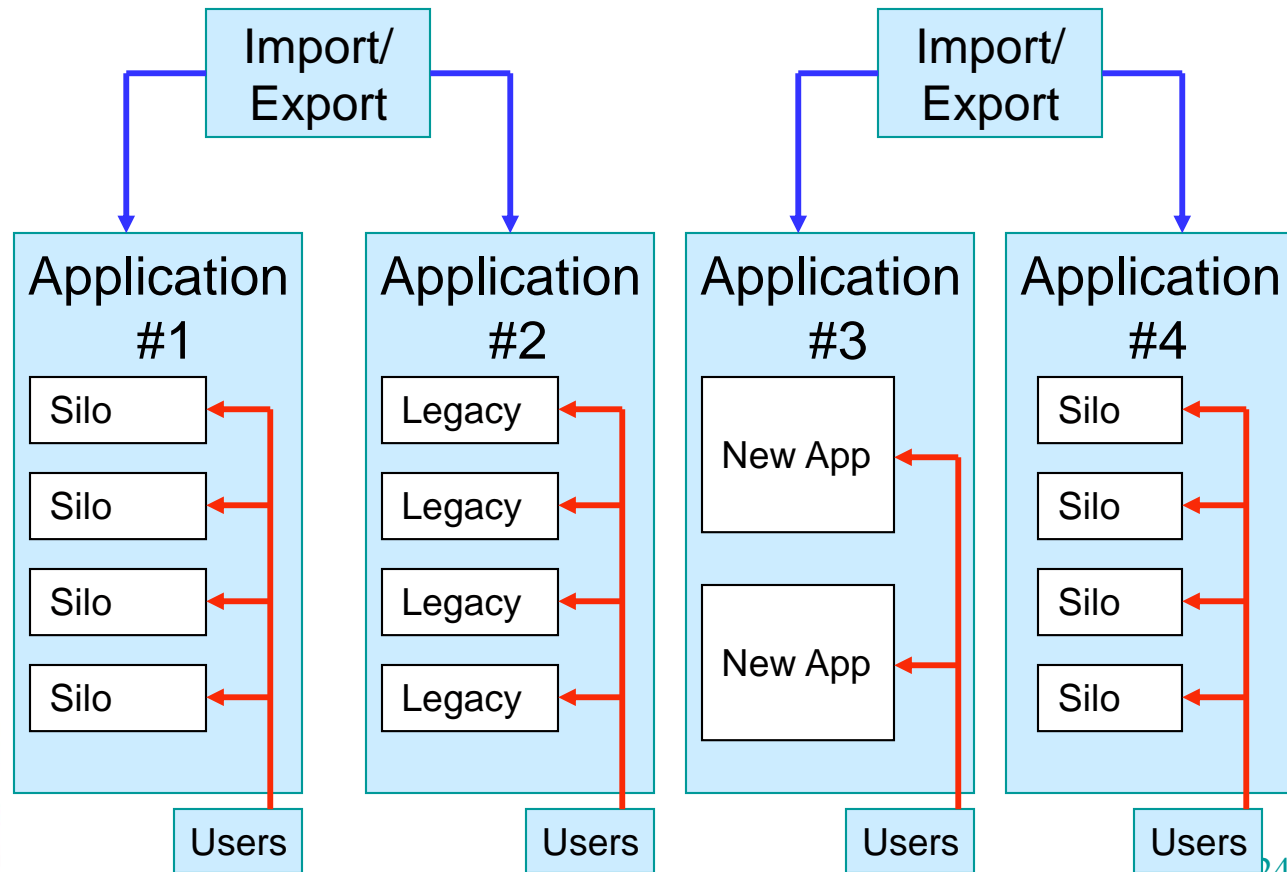 Import/
Export
Import/
Export
Application
#1
Silo
Silo
Silo
Silo
Users
Application
#2
Legacy
Legacy
Legacy
Legacy
Users
Application
#3
New App
New App
Users
Application
#4
Silo
Silo
Silo
Silo
Users
24